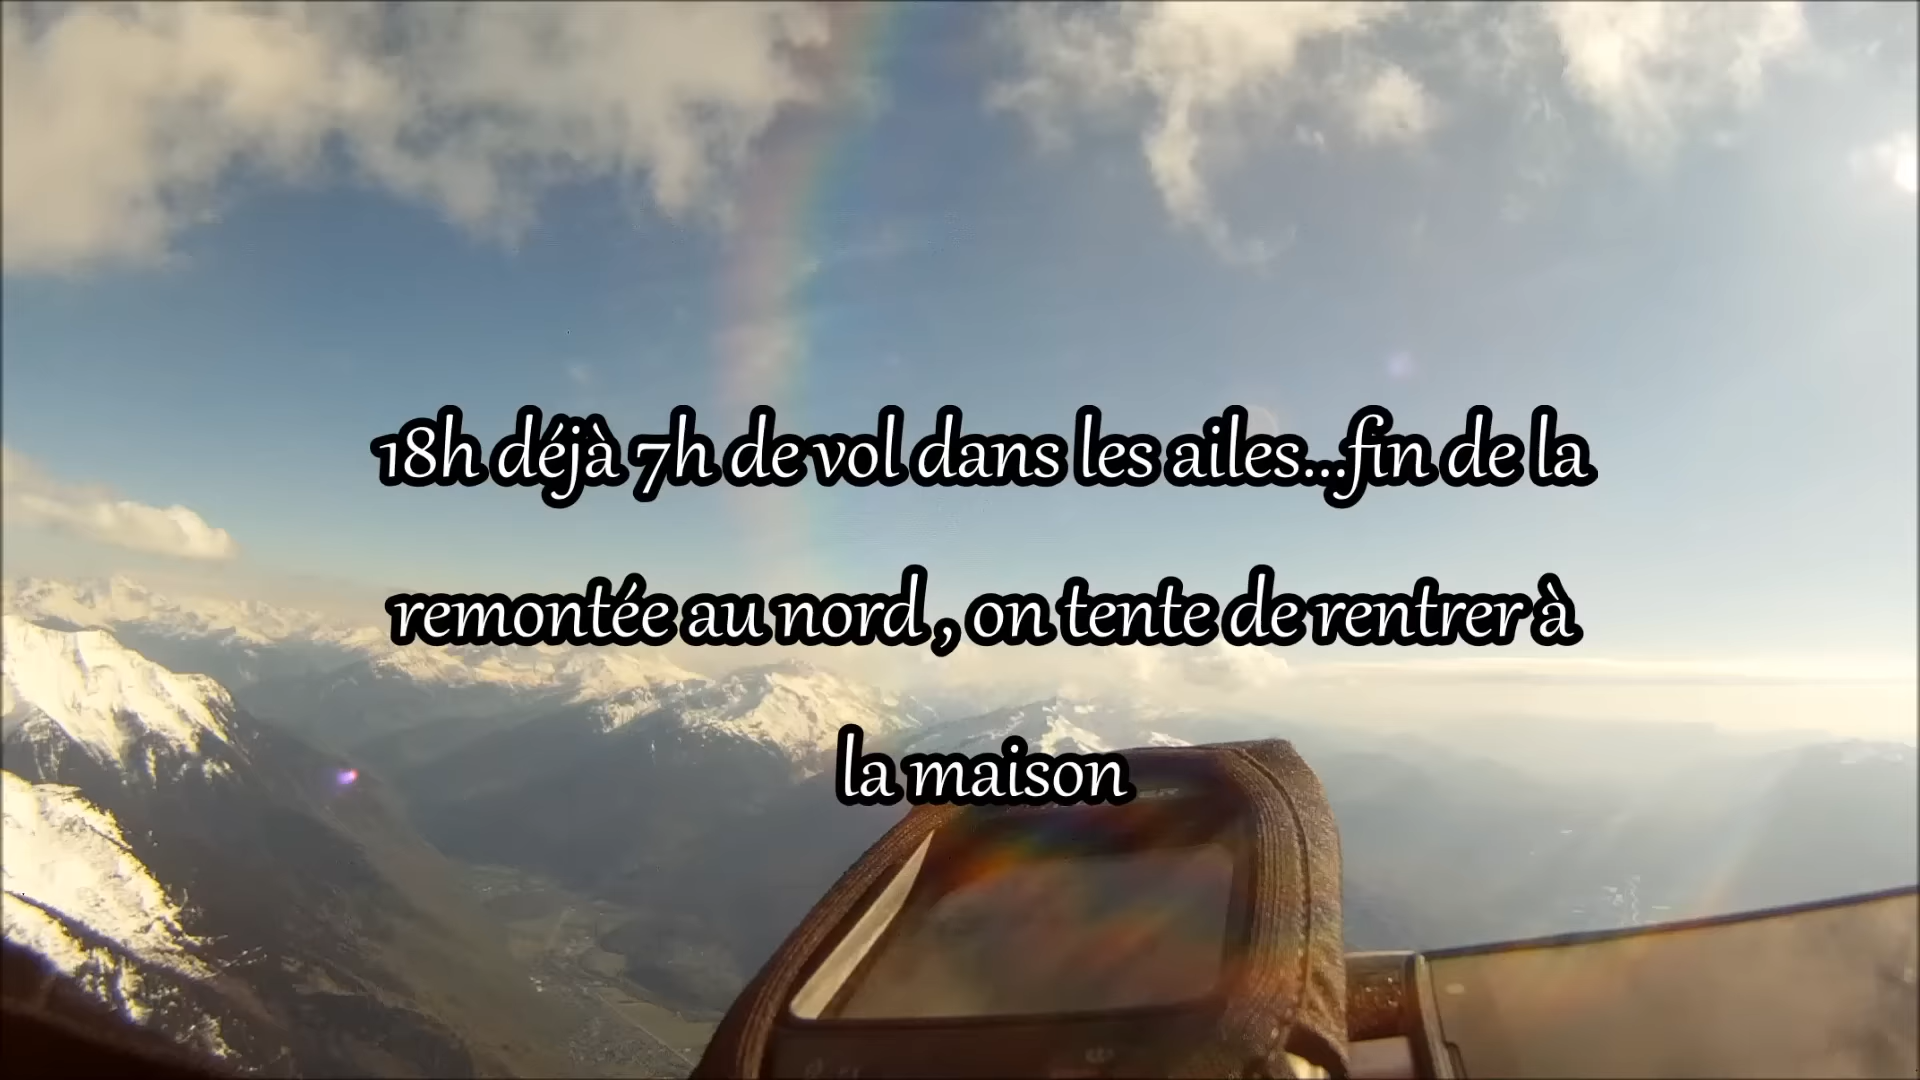 18h déjà 7h de vol dans les ailes...fin de la
remontée au nord , on tente de rentrer à
la maison